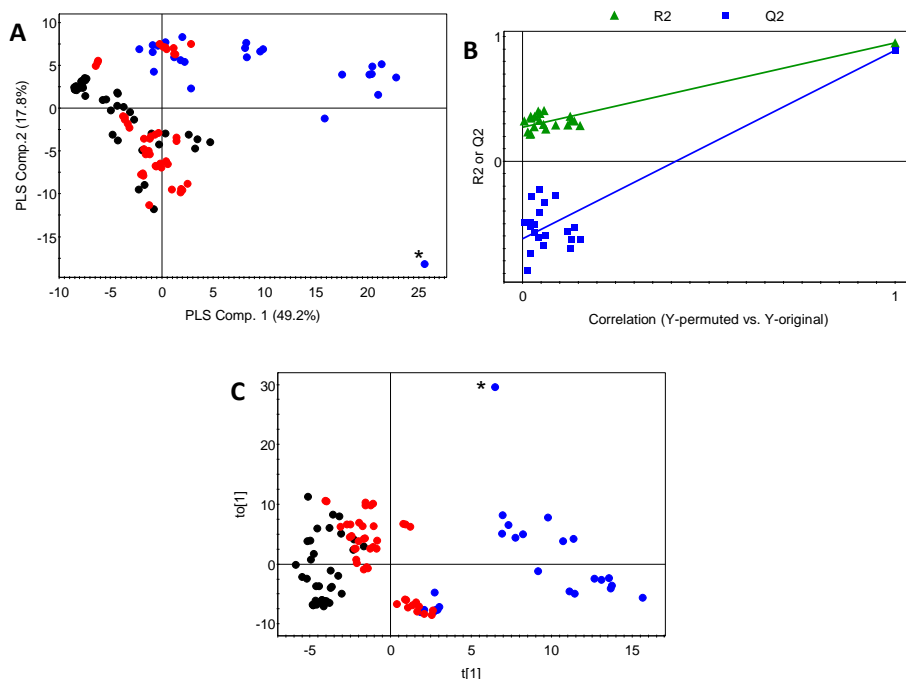 A
10
5
0
-5
-10
-15
-10 -5 0 5 10 15 20 25
PLS Comp.2 (17.8%)
PLS Comp. 1 (49.2%)
*
R2 Q2
B
1
0
R2 or Q2
0 1
Correlation (Y-permuted vs. Y-original)
C
30
20
10
0
-10
-5 0 5 10 15
to[1]
t[1]
*